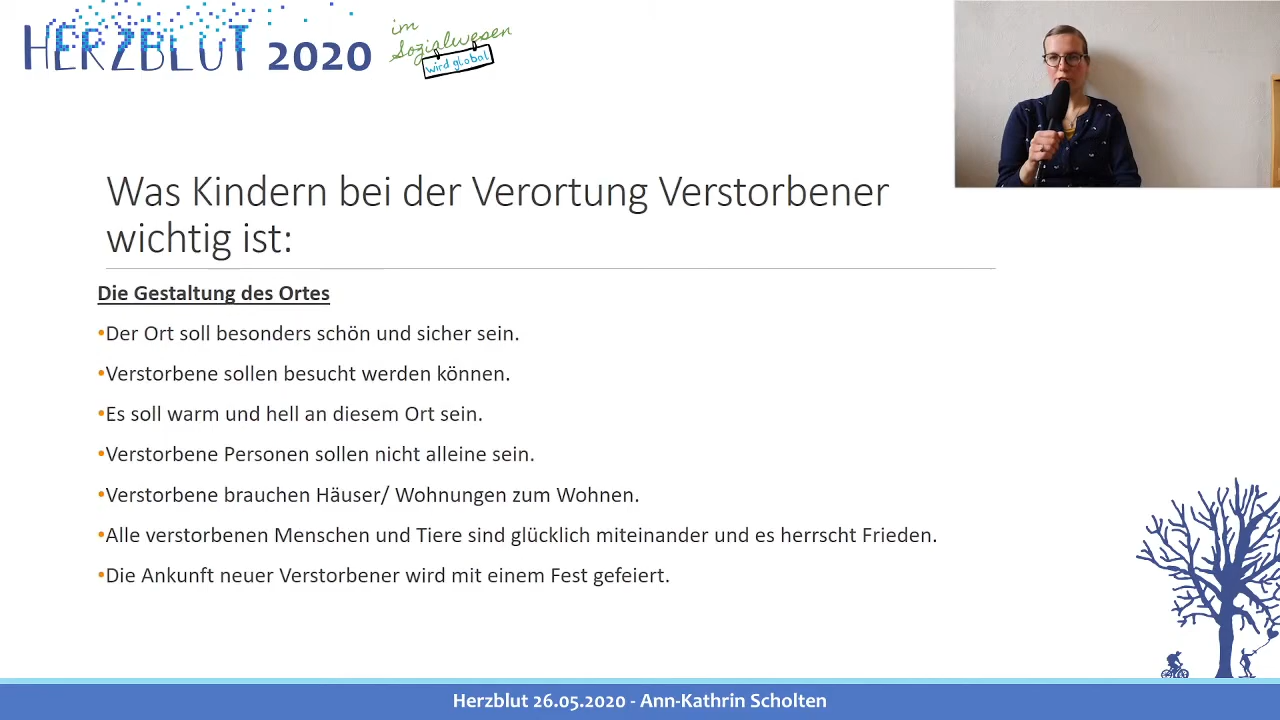 HERZBLUT 2020
im
Sozialwesen
wird global
Was Kindern bei der Verortung Verstorbener
wichtig ist:
Die Gestaltung des Ortes
•Der Ort soll besonders schön und sicher sein.
•Verstorbene sollen besucht werden können.
•Es soll warm und hell an diesem Ort sein.
•Verstorbene Personen sollen nicht alleine sein.
•Verstorbene brauchen Häuser/ Wohnungen zum Wohnen.
•Alle verstorbenen Menschen und Tiere sind glücklich miteinander und es herrscht Frieden.
•Die Ankunft neuer Verstorbener wird mit einem Fest gefeiert.
Herzblut 26.05.2020 - Ann-Kathrin Scholten